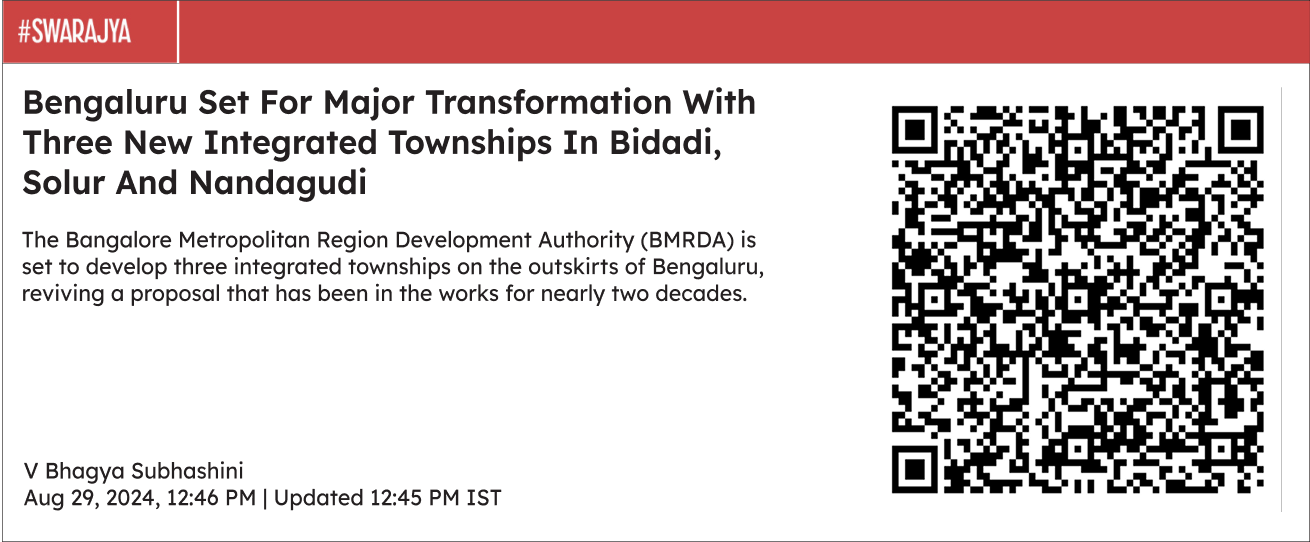 #SWARAJYA
Bengaluru Set For Major Transformation With
Three New Integrated Townships In Bidadi,
Solur And Nandagudi
The Bangalore Metropolitan Region Development Authority (BMRDA) is
set to develop three integrated townships on the outskirts of Bengaluru,
reviving a proposal that has been in the works for nearly two decades.
V Bhagya Subhashini
Aug 29, 2024, 12:46 PM | Updated 12:45 PM IST